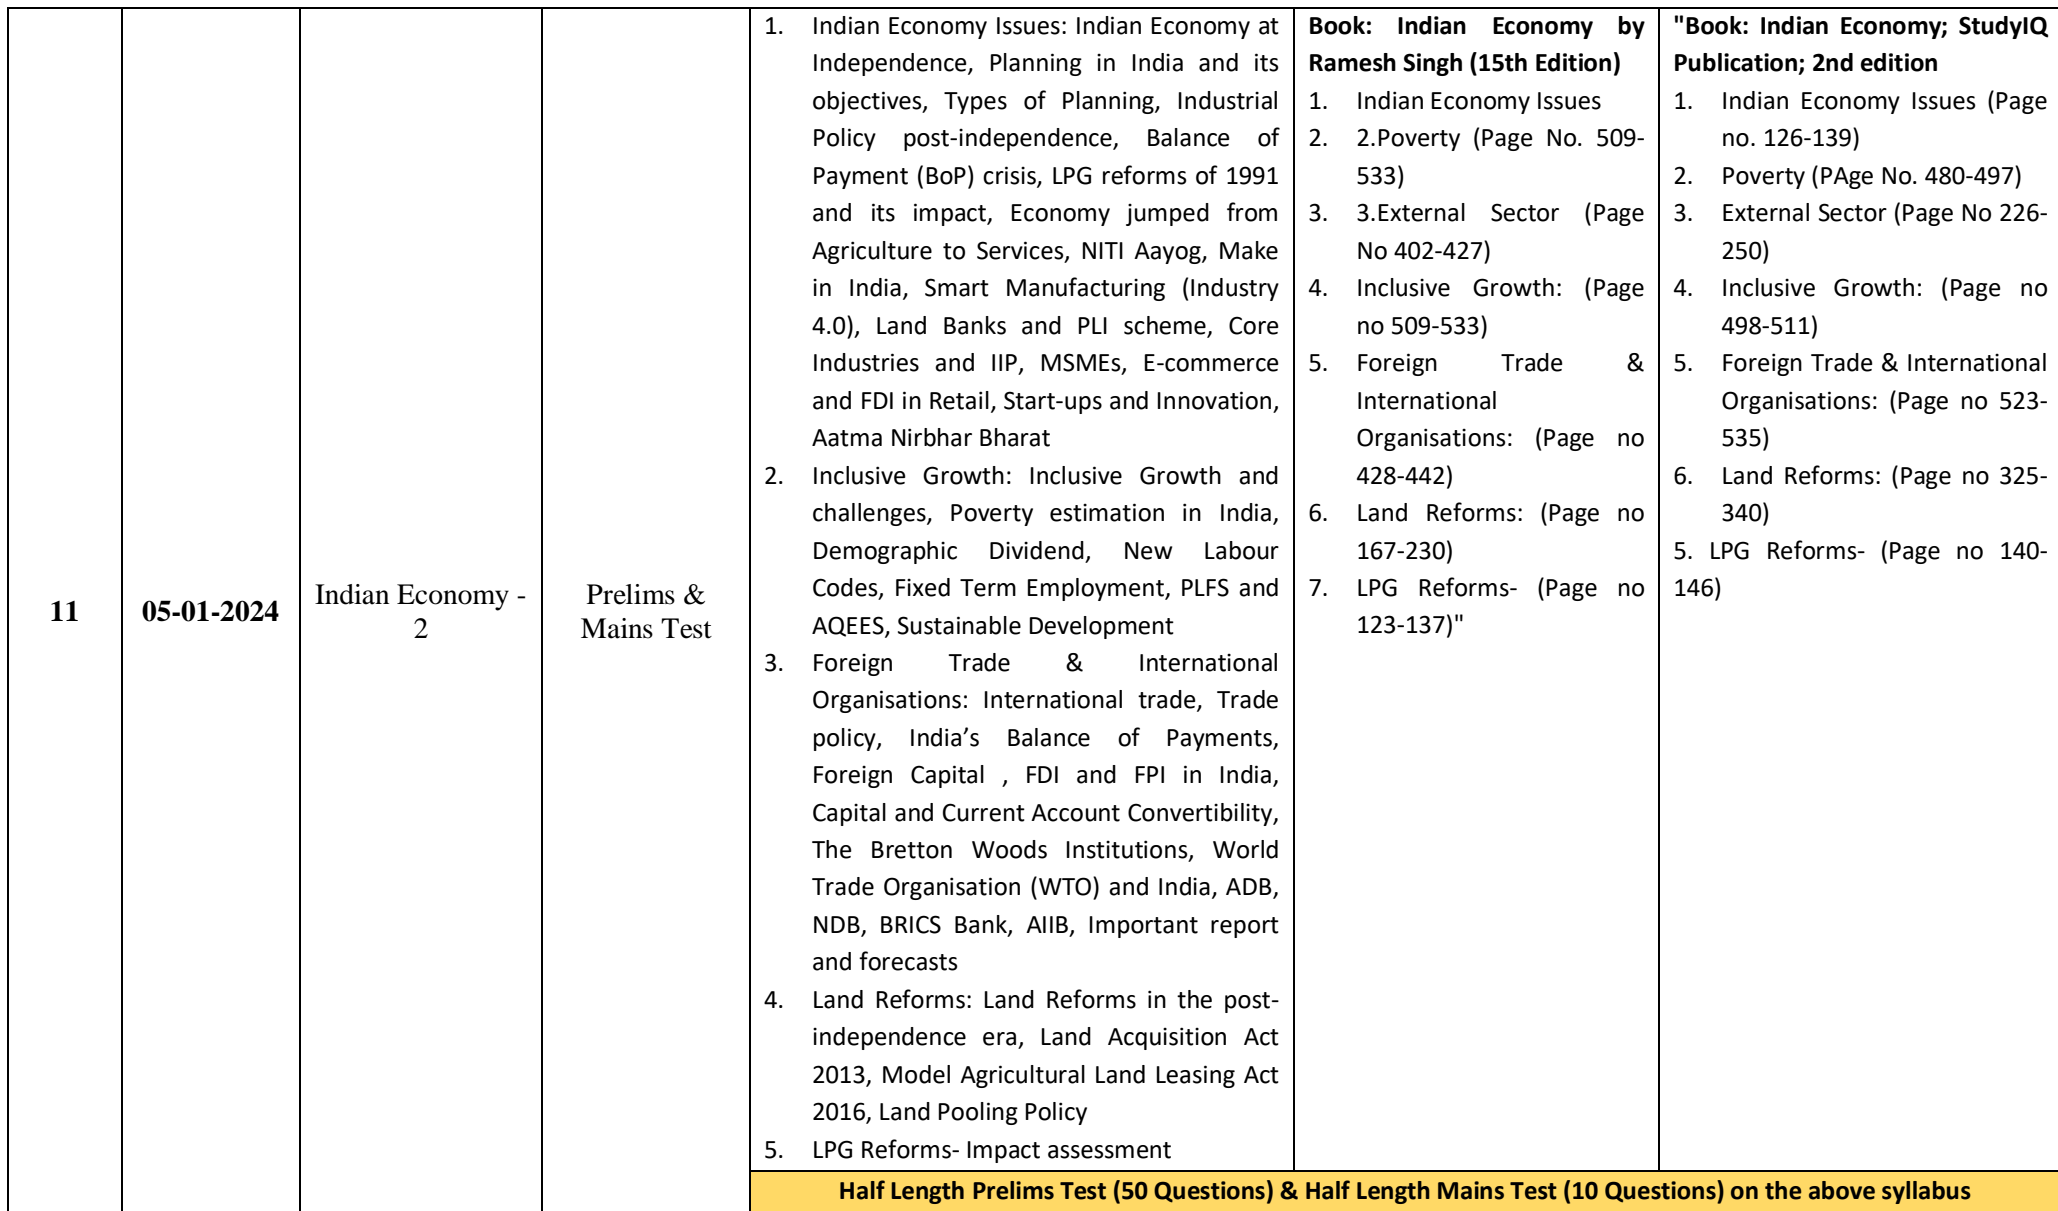 11
05-01-2024
Indian Economy -
2
Prelims &
Mains Test
1. Indian Economy Issues: Indian Economy at
Independence, Planning in India and its
objectives, Types of Planning, Industrial
Policy post-independence, Balance of
Payment (BoP) crisis, LPG reforms of 1991
and its impact, Economy jumped from
Agriculture to Services, NITI Aayog, Make
in India, Smart Manufacturing (Industry
4.0), Land Banks and PLI scheme, Core
Industries and IIP, MSMEs, E-commerce
and FDI in Retail, Start-ups and Innovation,
Aatma Nirbhar Bharat
2. Inclusive Growth: Inclusive Growth and
challenges, Poverty estimation in India,
Demographic Dividend, New Labour
Codes, Fixed Term Employment, PLFS and
AQEES, Sustainable Development
3. Foreign Trade & International
Organisations: International trade, Trade
policy, India’s Balance of Payments,
Foreign Capital , FDI and FPI in India,
Capital and Current Account Convertibility,
The Bretton Woods Institutions, World
Trade Organisation (WTO) and India, ADB,
NDB, BRICS Bank, AIIB, Important report
and forecasts
4. Land Reforms: Land Reforms in the post-
independence era, Land Acquisition Act
2013, Model Agricultural Land Leasing Act
2016, Land Pooling Policy
5. LPG Reforms- Impact assessment
Book: Indian Economy by
Ramesh Singh (15th Edition)
1. Indian Economy Issues
2. 2.Poverty (Page No. 509-
533)
3. 3.External Sector (Page
No 402-427)
4. Inclusive Growth: (Page
no 509-533)
5. Foreign Trade &
International
Organisations: (Page no
428-442)
6. Land Reforms: (Page no
167-230)
7. LPG Reforms- (Page no
123-137)"
"Book: Indian Economy; StudyIQ
Publication; 2nd edition
1. Indian Economy Issues (Page
no. 126-139)
2. Poverty (PAge No. 480-497)
3. External Sector (Page No 226-
250)
4. Inclusive Growth: (Page no
498-511)
5. Foreign Trade & International
Organisations: (Page no 523-
535)
6. Land Reforms: (Page no 325-
340)
5. LPG Reforms- (Page no 140-
146)
Half Length Prelims Test (50 Questions) & Half Length Mains Test (10 Questions) on the above syllabus